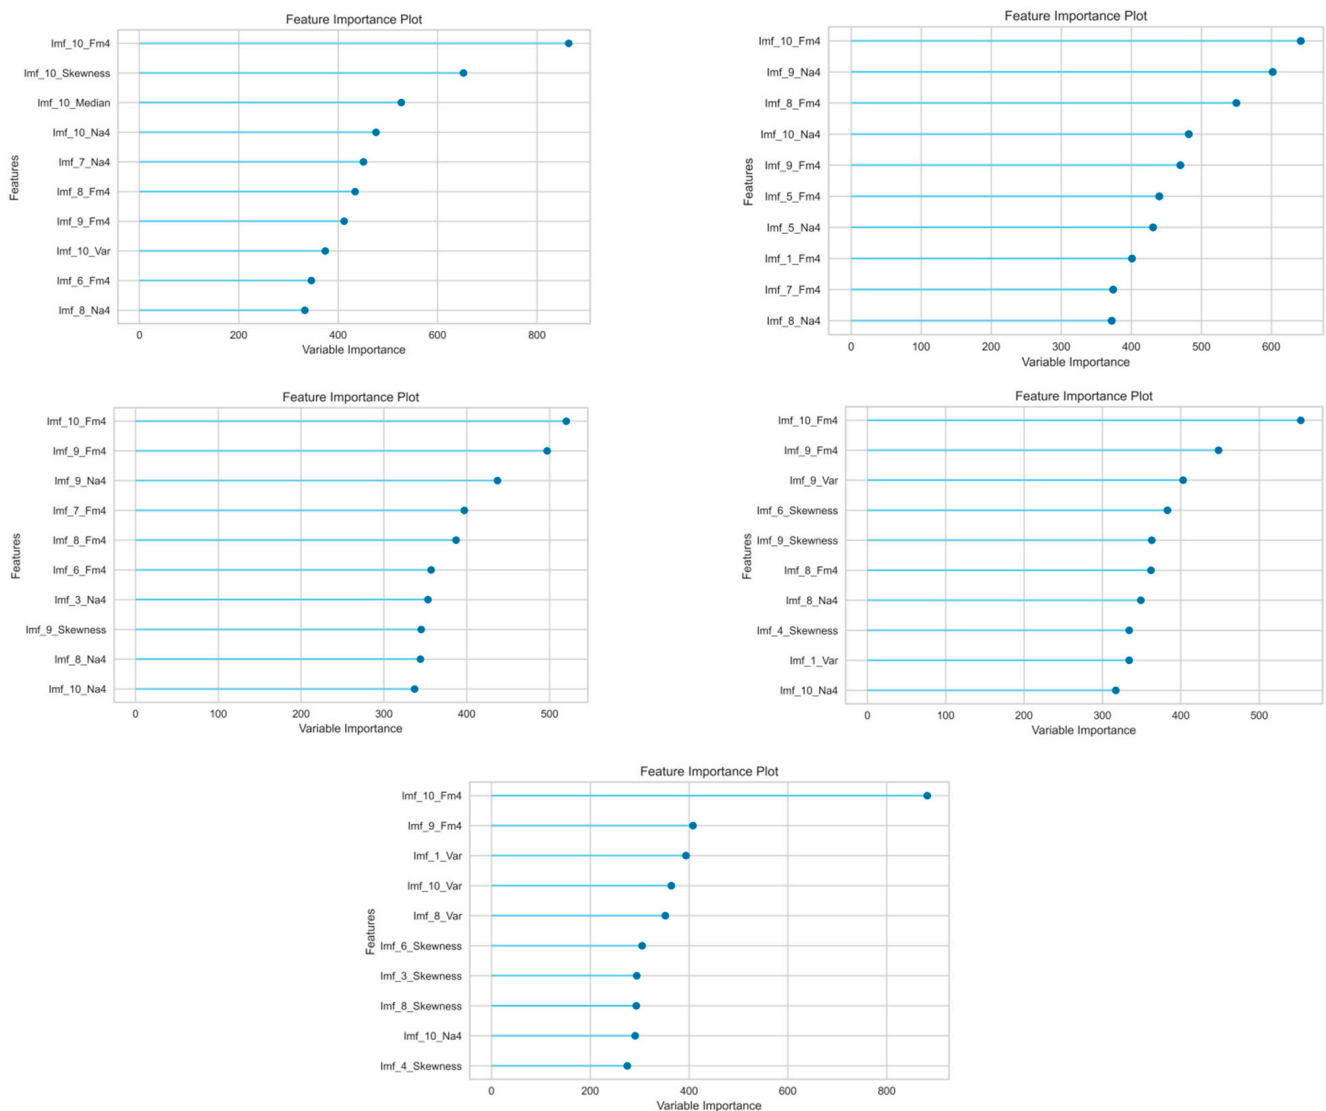 Feature Importance Plot
Features
Imf_10_Fm4
Imf_10_Skewness
Imf_10_Median
Imf_10_Na4
Imf_7_Na4
Imf_8_Fm4
Imf_9_Fm4
Imf_10_Var
Imf_6_Fm4
Imf_8_Na4
0 200 400 600 800
Variable Importance
Feature Importance Plot
Features
Imf_10_Fm4
Imf_9_Na4
Imf_8_Fm4
Imf_10_Na4
Imf_9_Fm4
Imf_5_Fm4
Imf_5_Na4
Imf_1_Fm4
Imf_7_Fm4
Imf_8_Na4
0 100 200 300 400 500 600
Variable Importance
Feature Importance Plot
Features
Imf_10_Fm4
Imf_9_Fm4
Imf_9_Na4
Imf_7_Fm4
Imf_8_Fm4
Imf_6_Fm4
Imf_3_Na4
Imf_9_Skewness
Imf_8_Na4
Imf_10_Na4
0 100 200 300 400 500
Variable Importance
Feature Importance Plot
Features
Imf_10_Fm4
Imf_9_Fm4
Imf_9_Var
Imf_6_Skewness
Imf_9_Skewness
Imf_8_Fm4
Imf_8_Na4
Imf_4_Skewness
Imf_1_Var
Imf_10_Na4
0 100 200 300 400 500
Variable Importance
Feature Importance Plot
Features
Imf_10_Fm4
Imf_9_Fm4
Imf_1_Var
Imf_10_Var
Imf_8_Var
Imf_6_Skewness
Imf_3_Skewness
Imf_8_Skewness
Imf_10_Na4
Imf_4_Skewness
0 200 400 600 800
Variable Importance